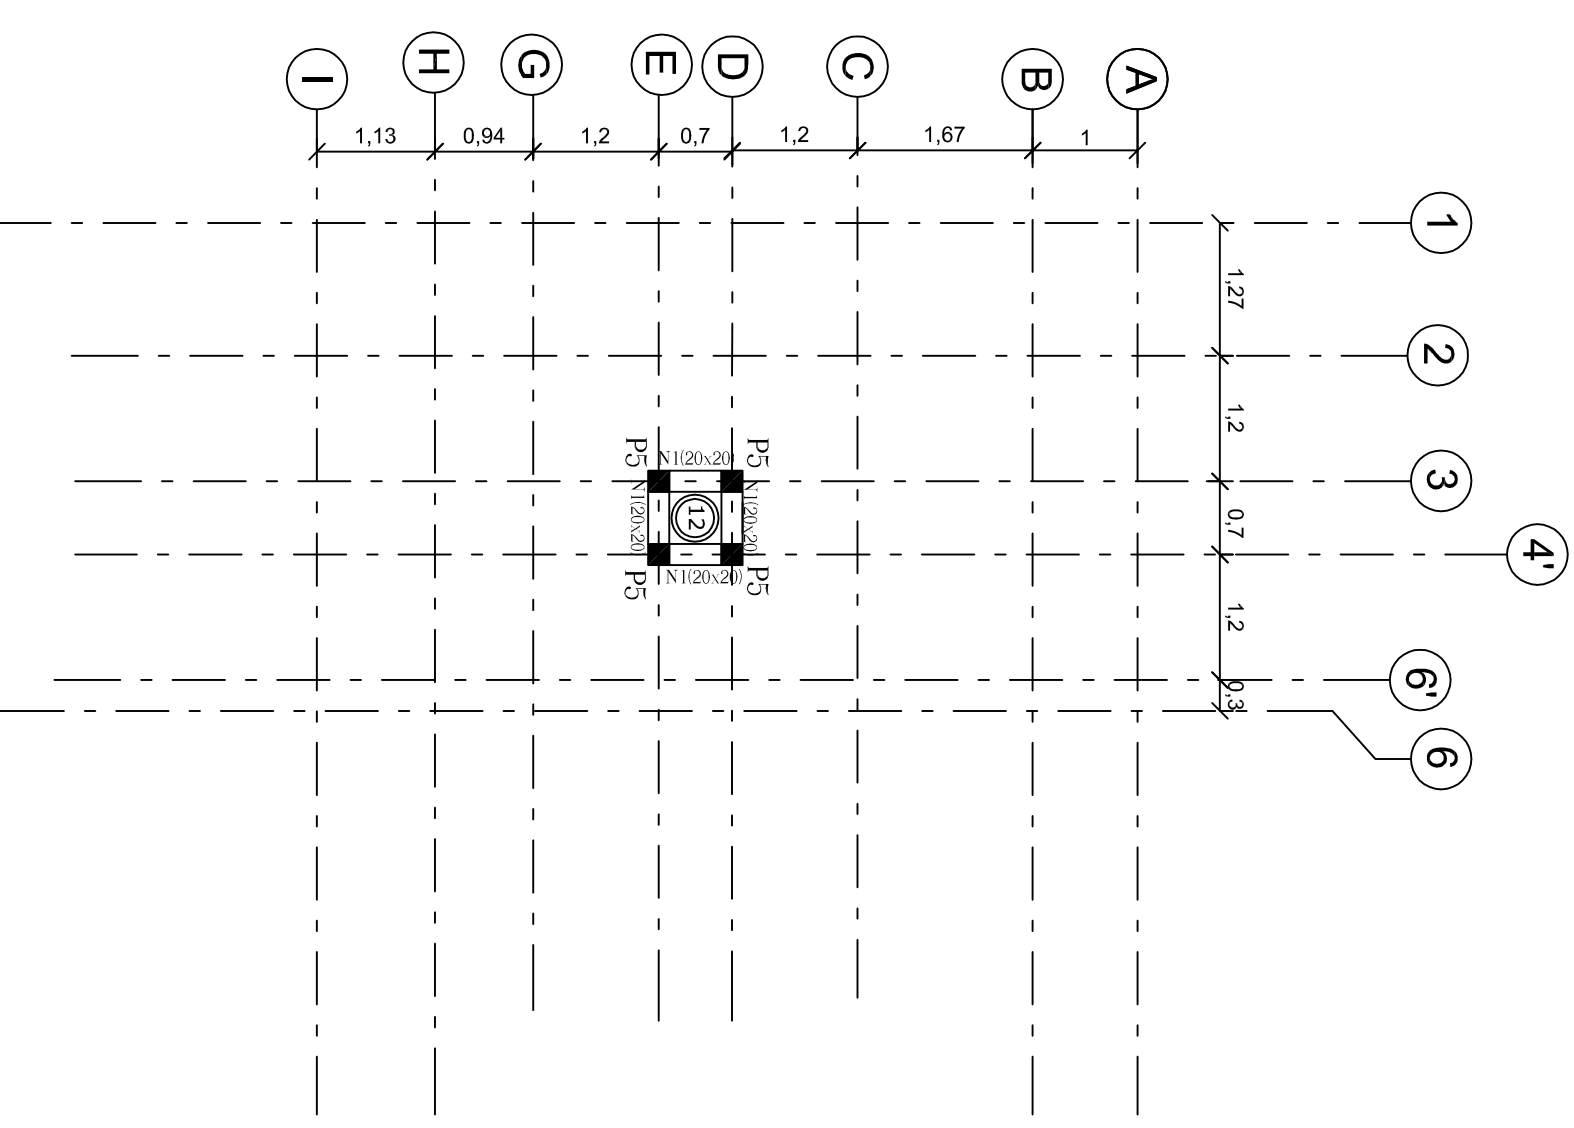 I H G E D C B A
1,13 0,94 1,2 0,7 1,2 1,67 1
1
1,27
2
1,2
P5 P5
N1(20x20)
3
N1(20x20) 12 N1(20x20)
0,7
4'
P5 N1(20x20) P5
1,2
6'
0,3
6